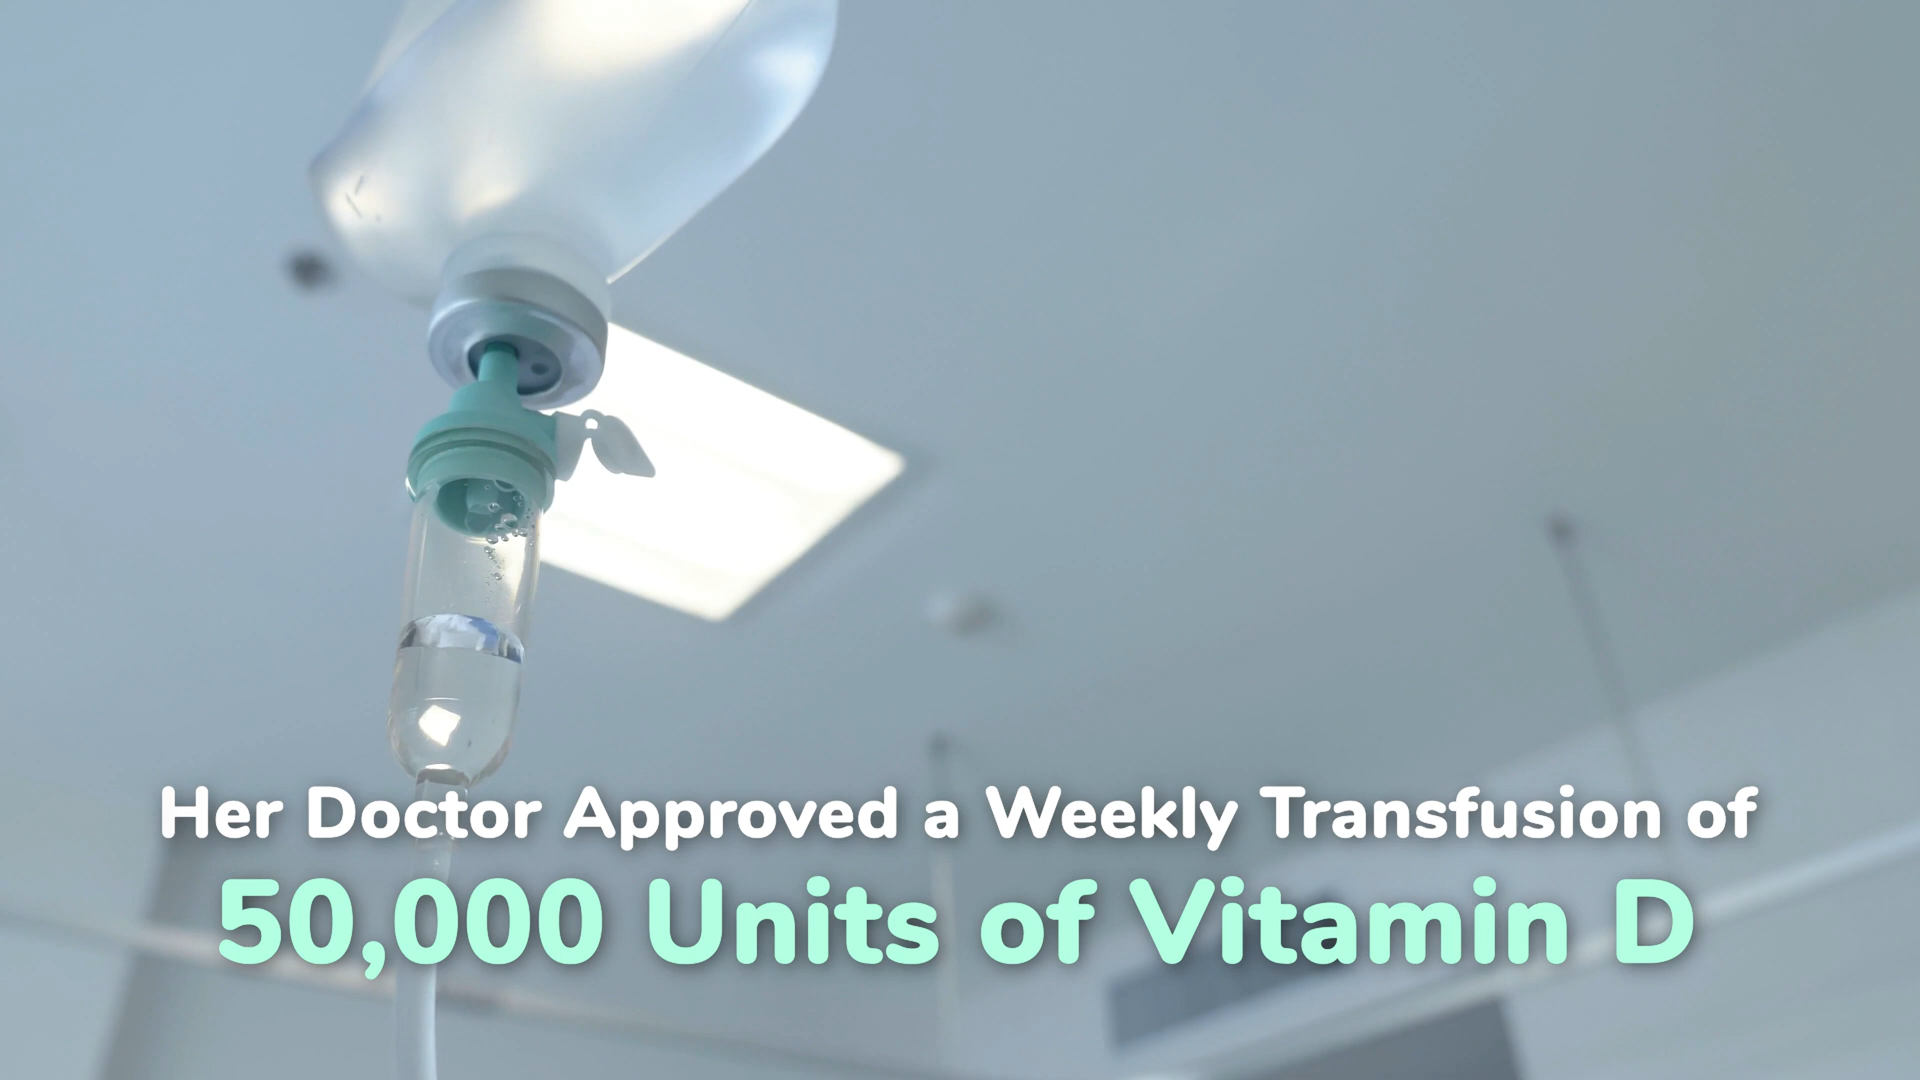 Her Doctor Approved a Weekly Transfusion of
50,000 Units of Vitamin D